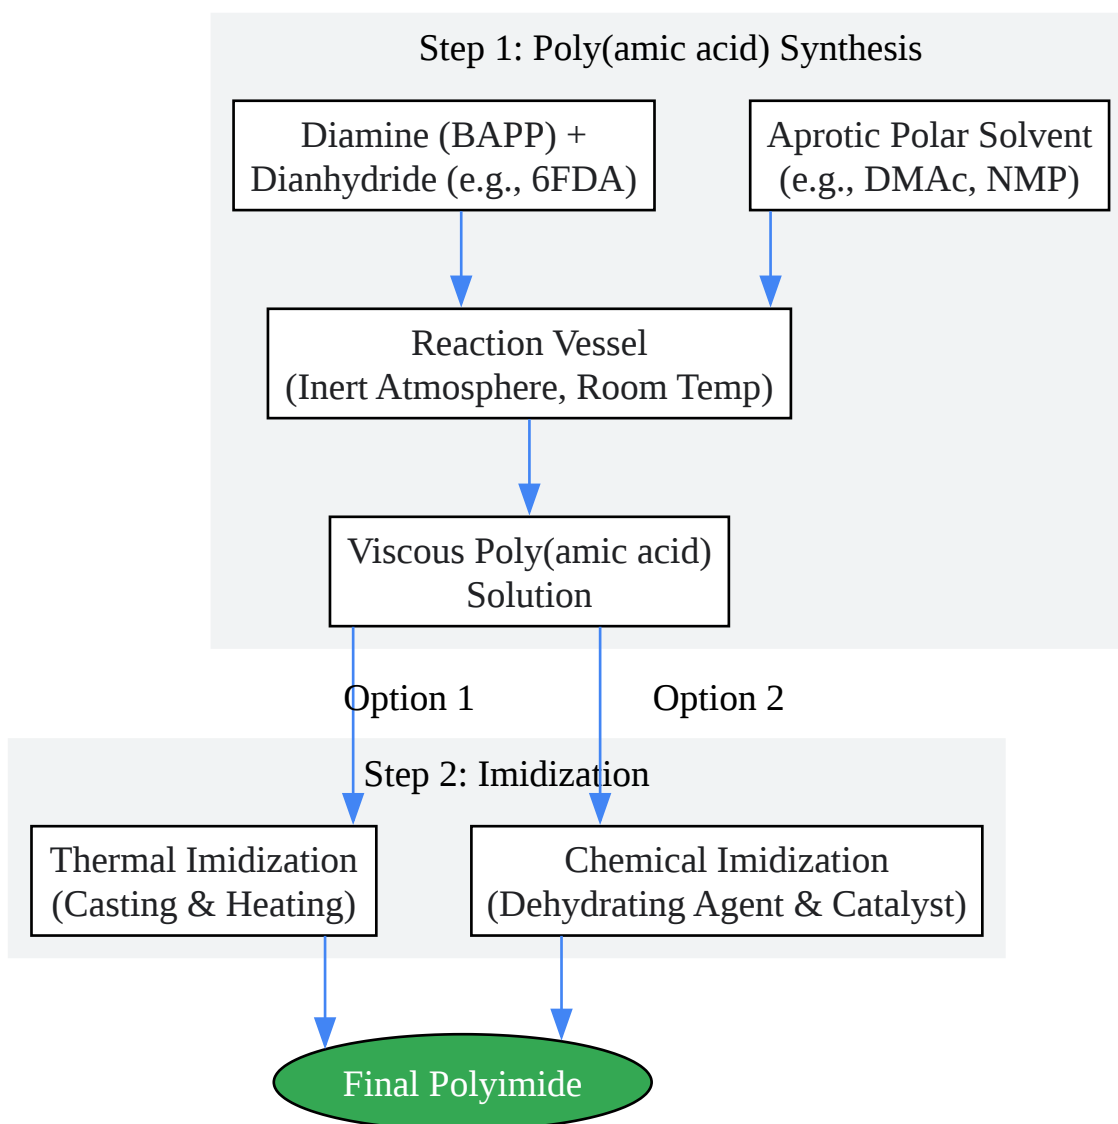 Step 1: Poly(amic acid) Synthesis
Diamine (BAPP) +
Dianhydride (e.g., 6FDA)
Aprotic Polar Solvent
(e.g., DMAc, NMP)
Reaction Vessel
(Inert Atmosphere, Room Temp)
Viscous Poly(amic acid)
Solution
Option 1
Option 2
Step 2: Imidization
Thermal Imidization
(Casting & Heating)
Chemical Imidization
(Dehydrating Agent & Catalyst)
Final Polyimide